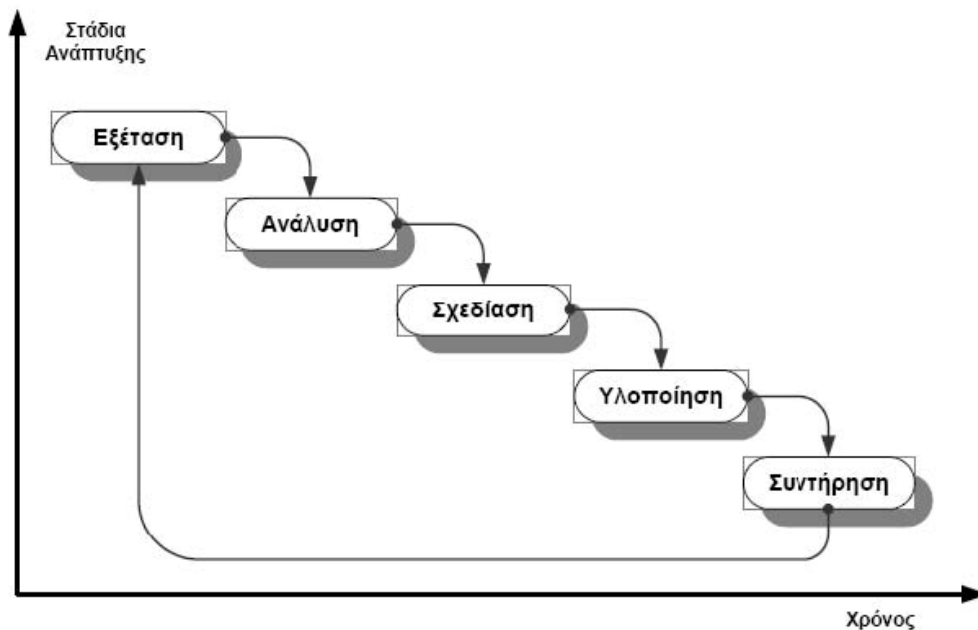 Στάδια
Ανάπτυξης
Εξέταση
Ανάλυση
Σχεδίαση
Υλοποίηση
Συντήρηση
Χρόνος